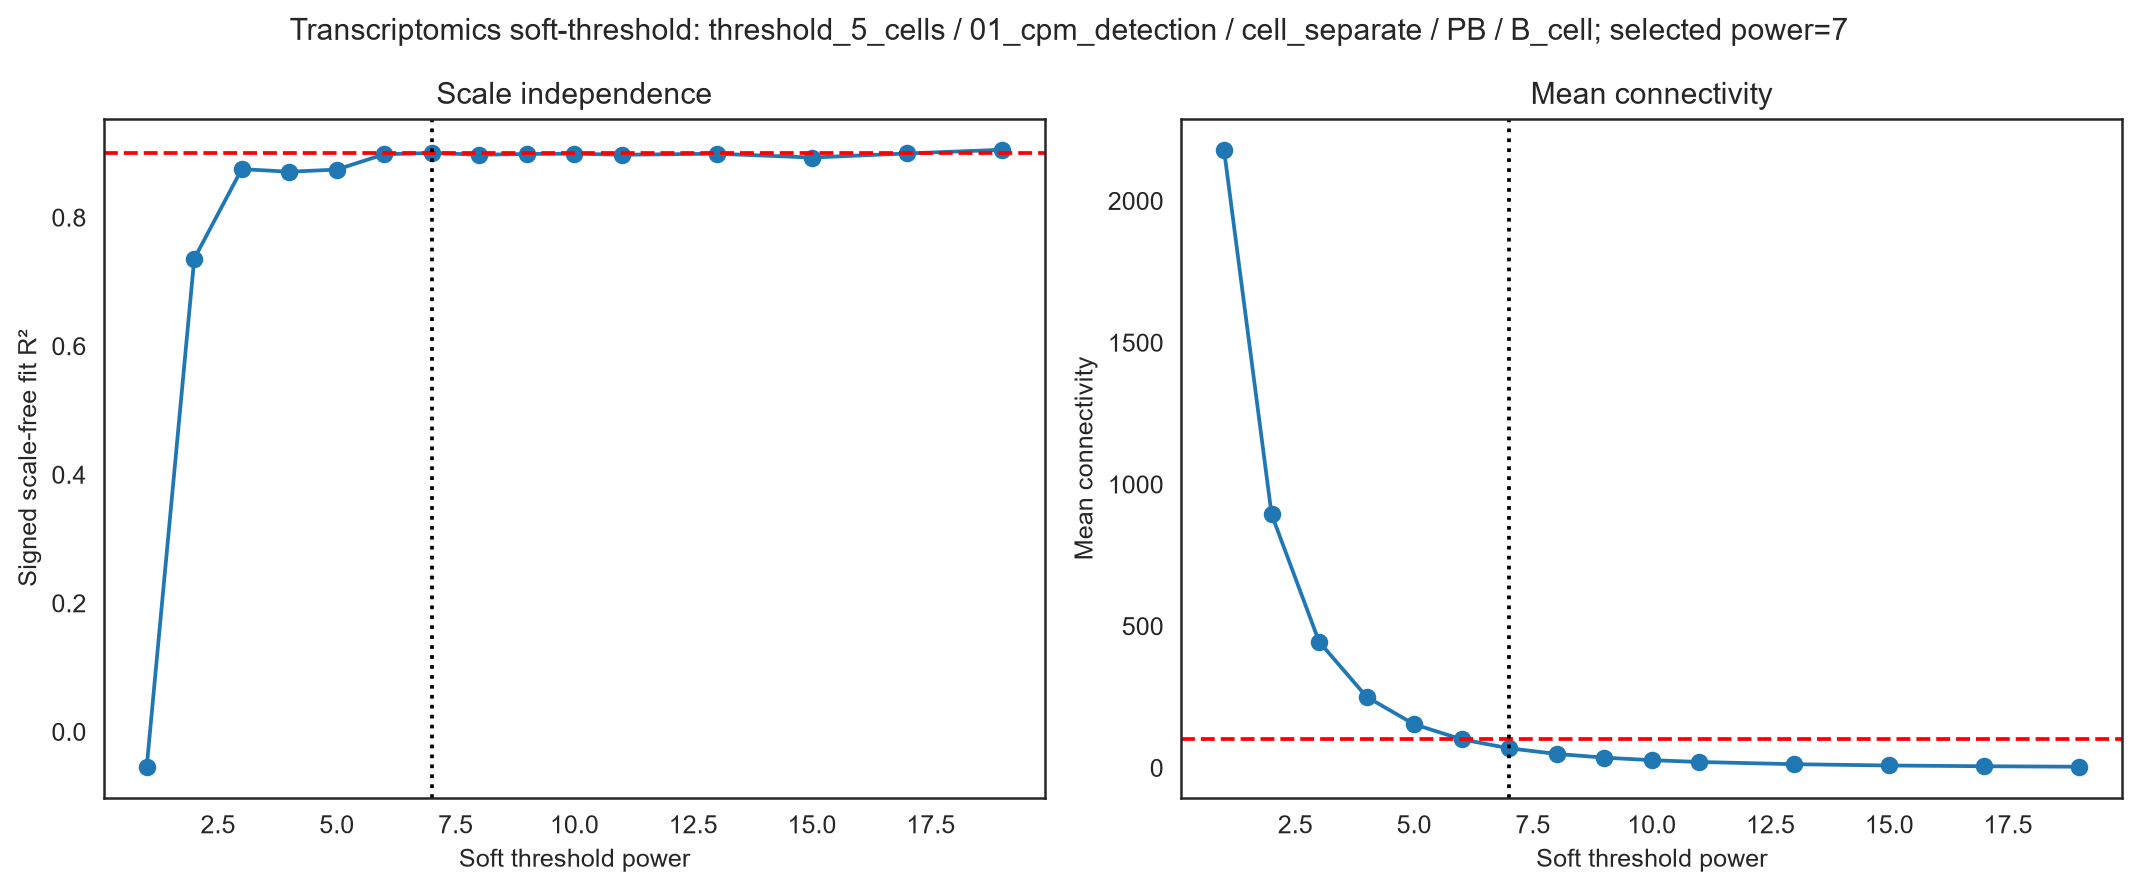 Transcriptomics soft-threshold: threshold_5_cells / 01_cpm_detection / cell_separate / PB / B_cell; selected power=7
Scale independence
Signed scale-free fit R²
0.8
0.6
0.4
0.2
0.0
2.5 5.0 7.5 10.0 12.5 15.0 17.5
Soft threshold power
Mean connectivity
Mean connectivity
2000
1500
1000
500
0
2.5 5.0 7.5 10.0 12.5 15.0 17.5
Soft threshold power